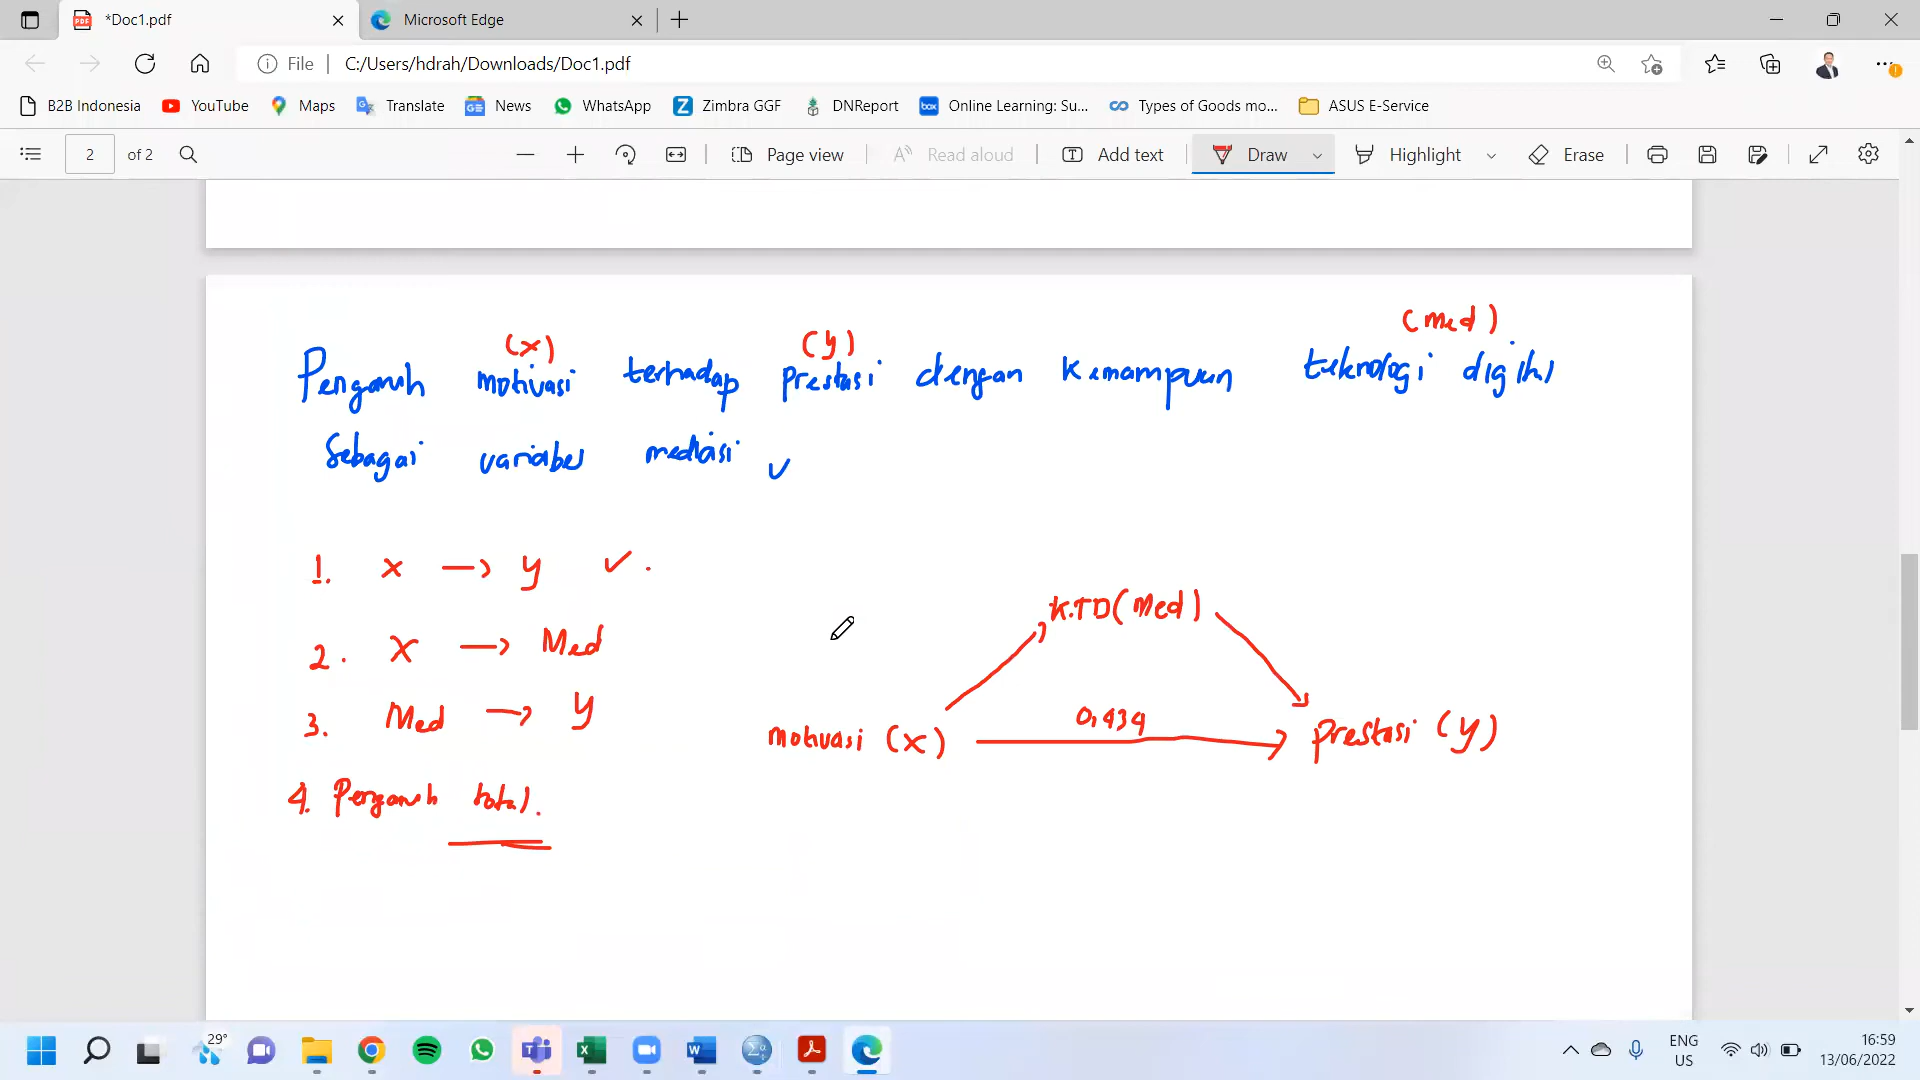 *Doc1.pdf
Microsoft Edge
File
C:/Users/hdrah/Downloads/Doc1.pdf
B2B Indonesia YouTube Maps Translate News WhatsApp Zimbra GGF DNReport Online Learning: Su... Types of Goods mo... ASUS E-Service
2 of 2 Page view Read aloud Add text Draw Highlight Erase
(x) (y) (med)
Pengaruh motivasi terhadap prestasi dengan kemampuan teknologi digital
Sebagai variabel mediasi
1. x → y ✓.
2. X → Med
3. Med → y
4. Pengaruh total.
K.TD(Med)
0,434
motivasi (x)
prestasi (y)
29°
ENG
US
16:59
13/06/2022